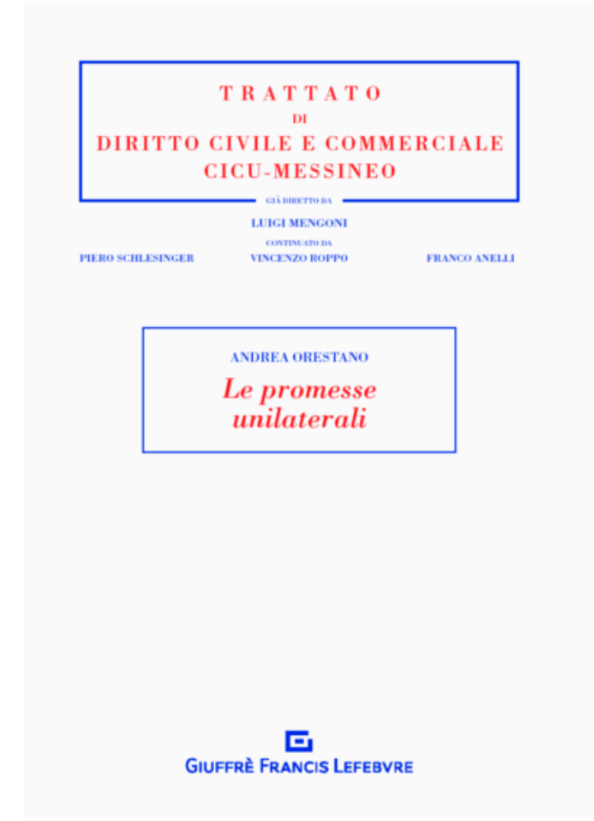 TRATTATO
DI
DIRITTO CIVILE E COMMERCIALE
CICU-MESSINEO
GIÀ DIRETTO DA
LUIGI MENGONI
CONTINUATO DA
PIERO SCHLESINGER VINCENZO ROPPO FRANCO ANELLI
ANDREA ORESTANO
Le promesse
unilaterali
GIUFFRÈ FRANCIS LEFEBVRE